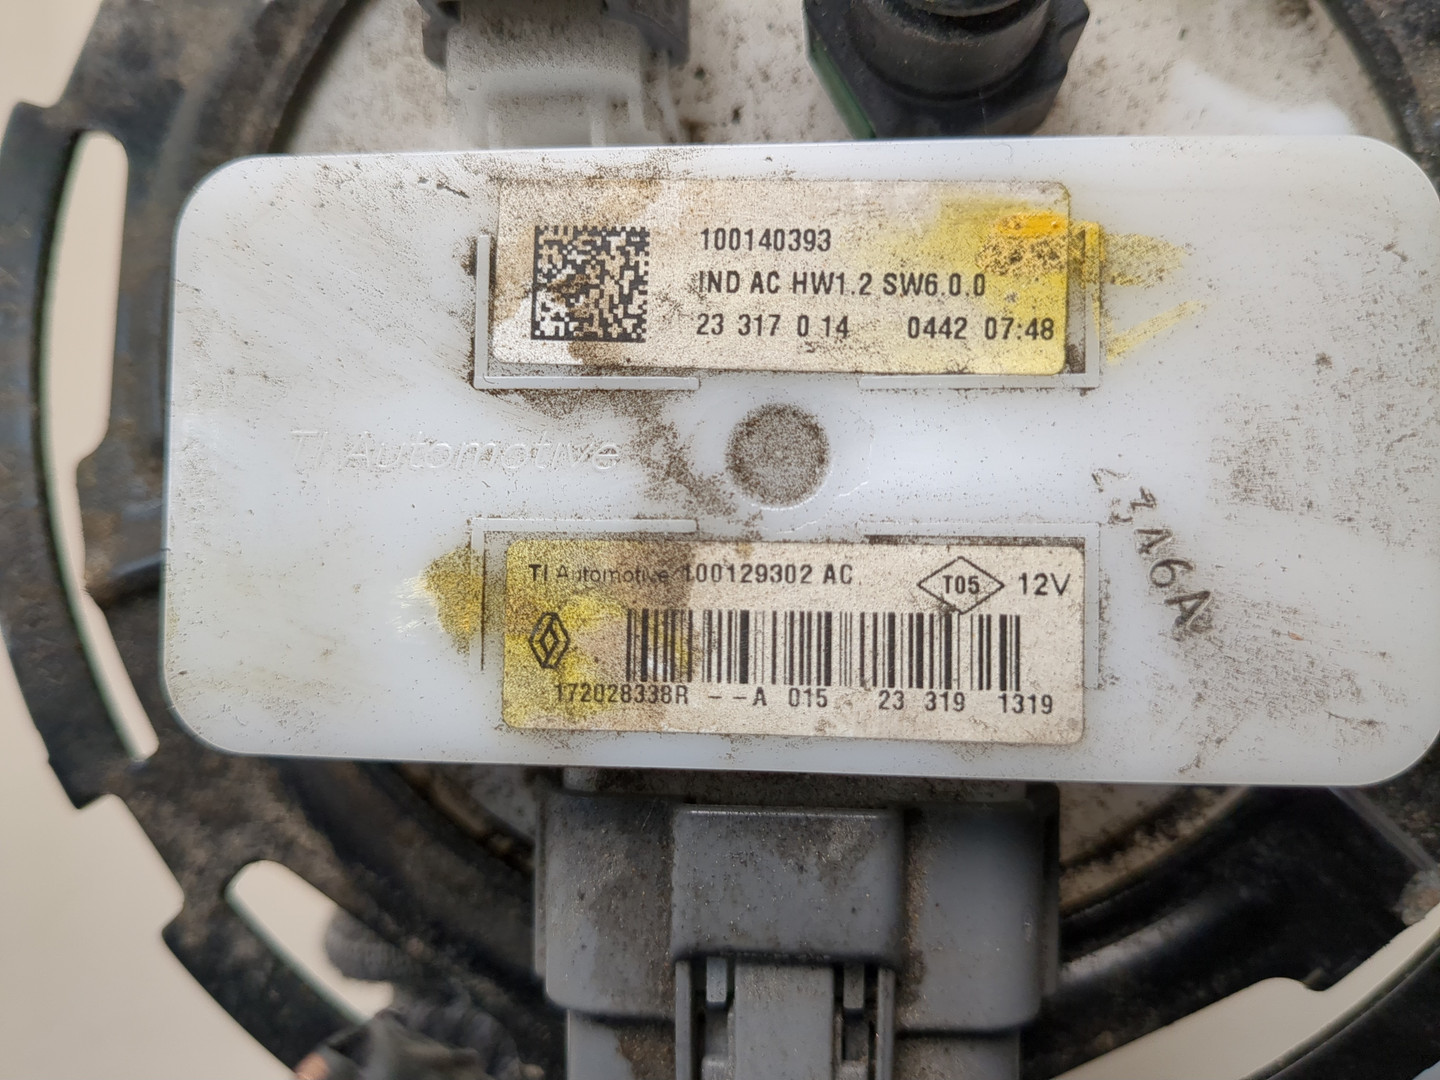 100140393
IND AC HW1.2 SW6.0.0
23 317 0 14 0442 07:48
TI Automotive
TI Automotive 100129302 AC
T05 12V
172028338R --A 015 23 319 1319